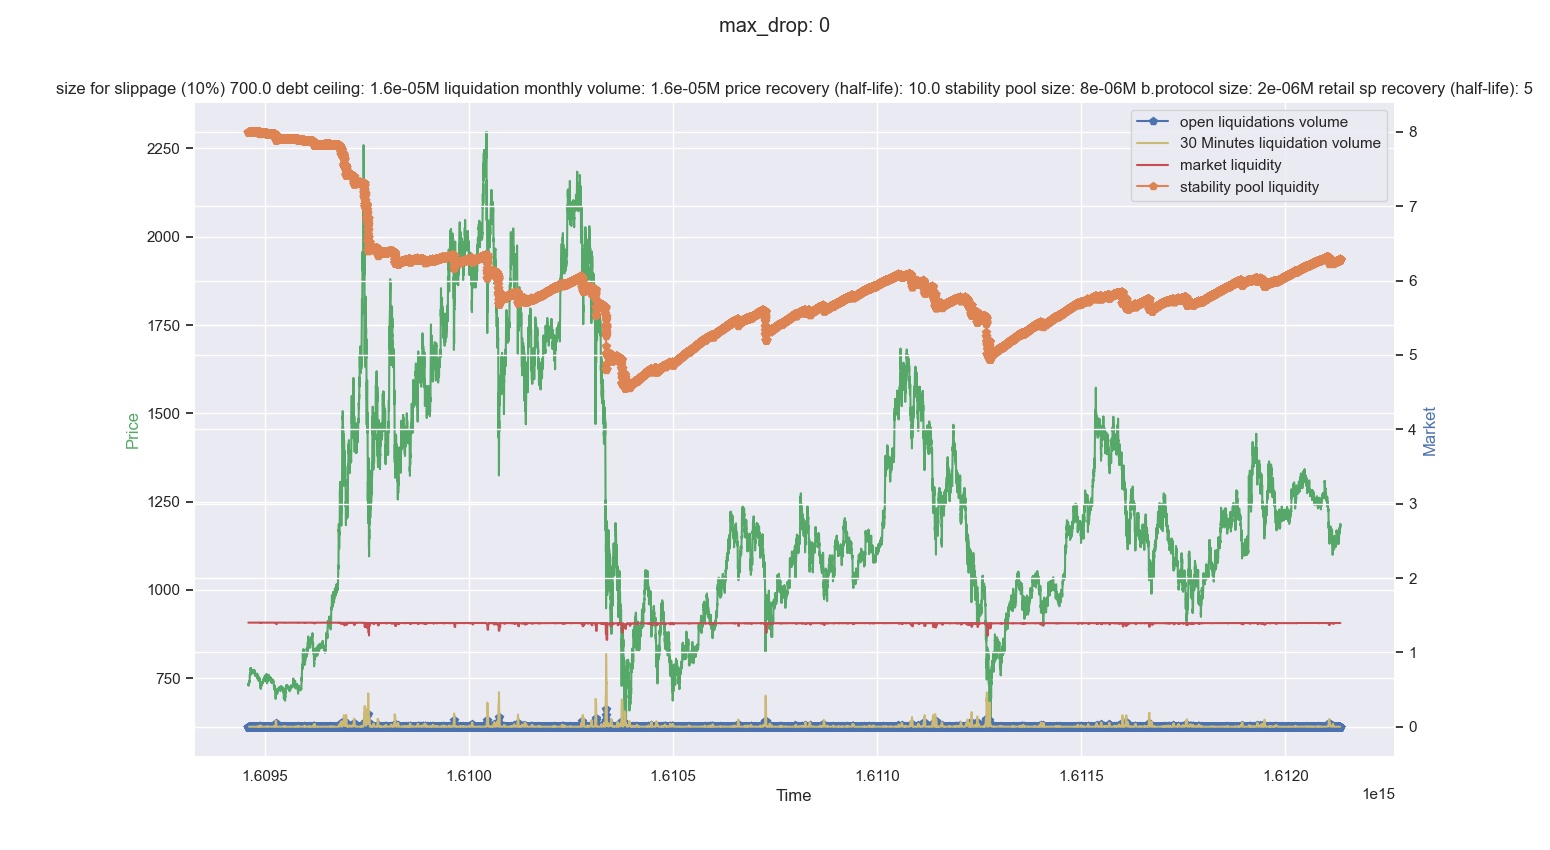 max_drop: 0
size for slippage (10%) 700.0 debt ceiling: 1.6e-05M liquidation monthly volume: 1.6e-05M price recovery (half-life): 10.0 stability pool size: 8e-06M b.protocol size: 2e-06M retail sp recovery (half-life): 5
open liquidations volume
30 Minutes liquidation volume
market liquidity
stability pool liquidity
2250
2000
1750
1500
1250
1000
750
Price
8
7
6
5
4
3
2
1
0
Market
1.6095 1.6100 1.6105 1.6110 1.6115 1.6120
Time
1e15